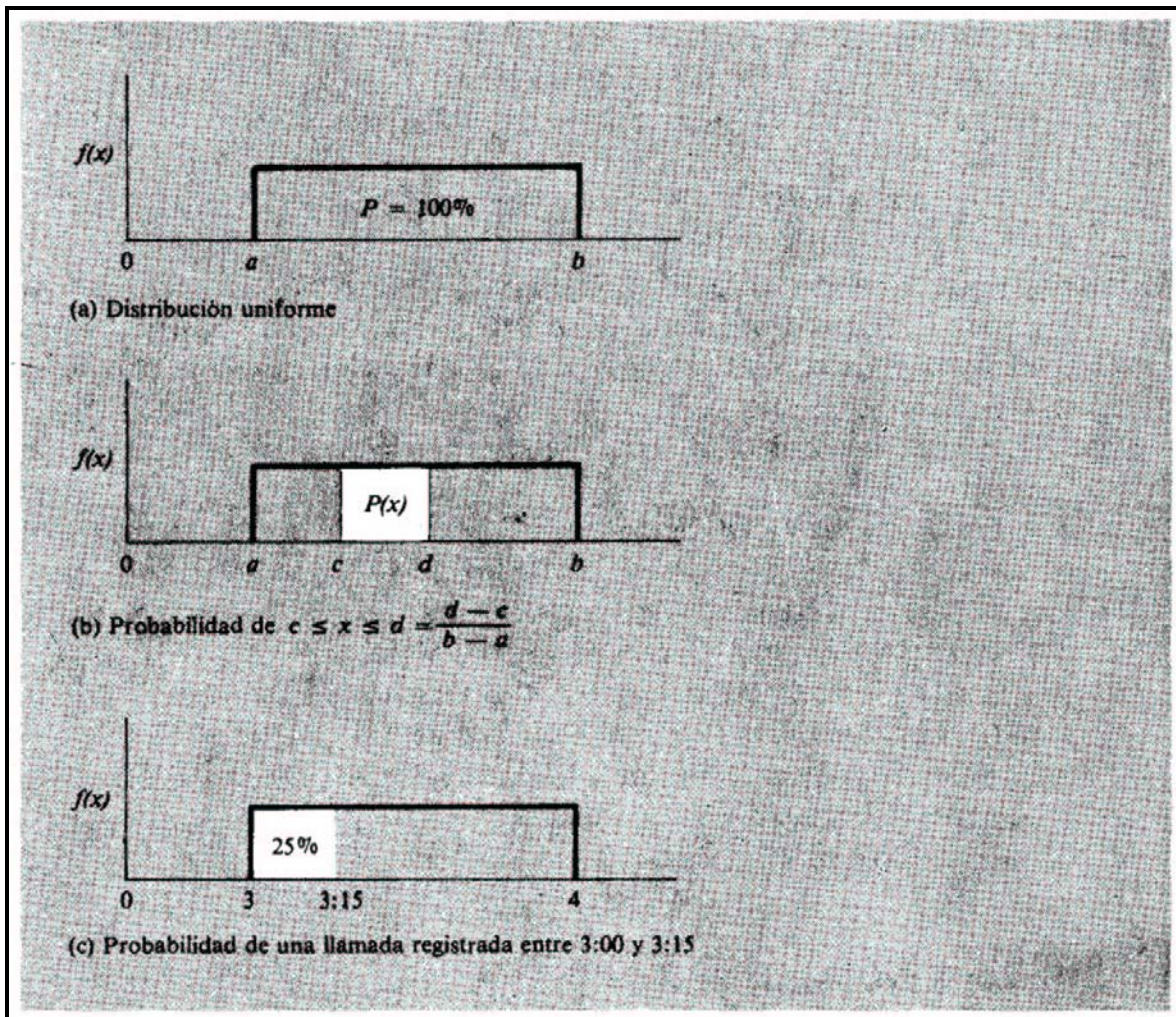 f(x)
P = 100%
0 a b
(a) Distribución uniforme
f(x)
P(x)
0 a c d b
(b) Probabilidad de c ≤ x ≤ d = \frac{d - c}{b - a}
f(x)
25%
0 3 3:15 4
(c) Probabilidad de una llamada registrada entre 3:00 y 3:15